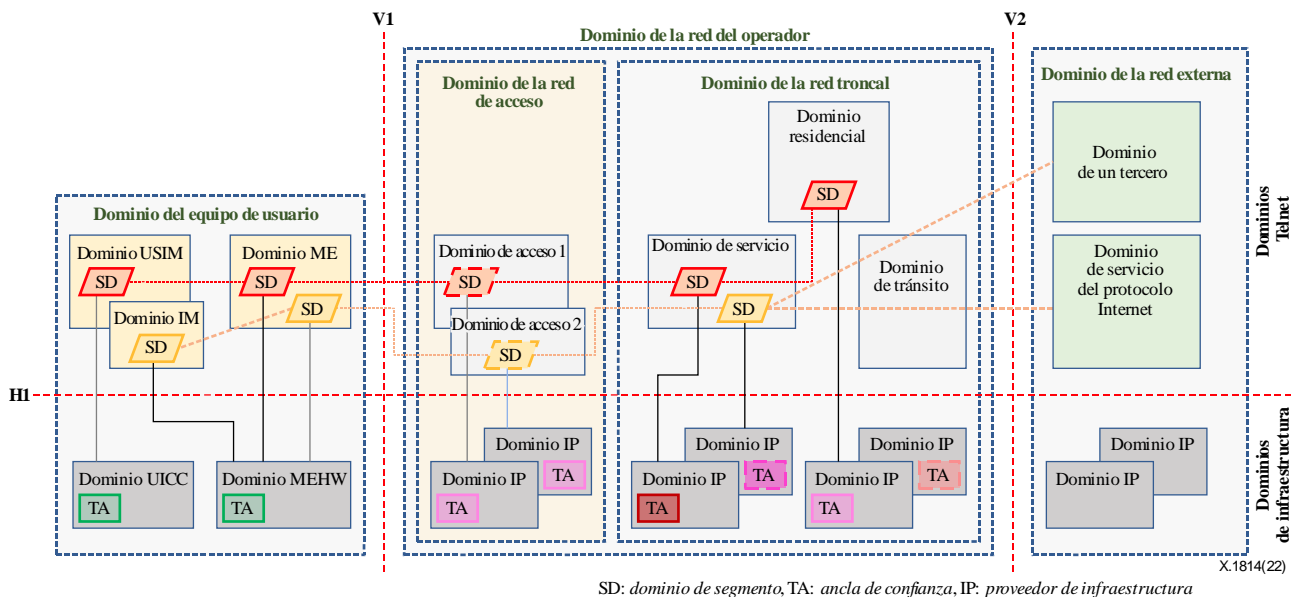 V1
V2
Dominio de la red del operador
Dominio de la red
de acceso
Dominio de la red troncal
Dominio de la red externa
Dominio
residencial
SD
Dominio
de un tercero
Dominios
Telnet
Dominio del equipo de usuario
Dominio USIM
SD
Dominio ME
SD
SD
Dominio IM
SD
Dominio de acceso 1
SD
Dominio de acceso 2
SD
Dominio de servicio
SD
SD
Dominio
de tránsito
Dominio
de servicio
del protocolo
Internet
H1
Dominio UICC
TA
Dominio MEHW
TA
Dominio IP
TA
Dominio IP
TA
Dominio IP
TA
Dominio IP
TA
Dominio IP
TA
Dominio IP
TA
Dominio IP
Dominio IP
Dominios
de infraestructura
X.1814(22)
SD: dominio de segmento, TA: ancla de confianza, IP: proveedor de infraestructura